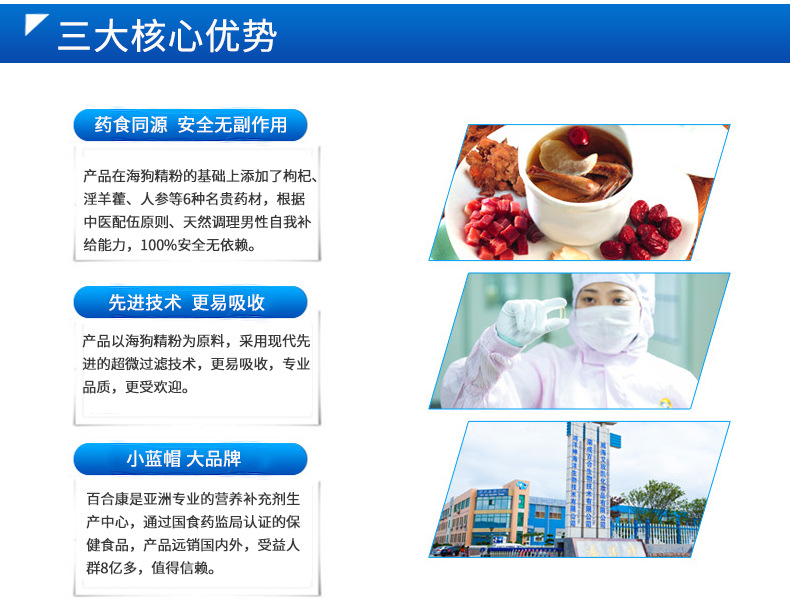 三大核心优势
药食同源 安全无副作用
产品在海狗精粉的基础上添加了枸杞、
淫羊藿、人参等6种名贵药材，根据
中医配伍原则、天然调理男性自我补
给能力，100%安全无依赖。
先进技术 更易吸收
产品以海狗精粉为原料，采用现代先
进的超微过滤技术，更易吸收，专业
品质，更受欢迎。
小蓝帽 大品牌
百合康是亚洲专业的营养补充剂生
产中心，通过国食药监局认证的保
健食品，产品远销国内外，受益人
群8亿多，值得信赖。